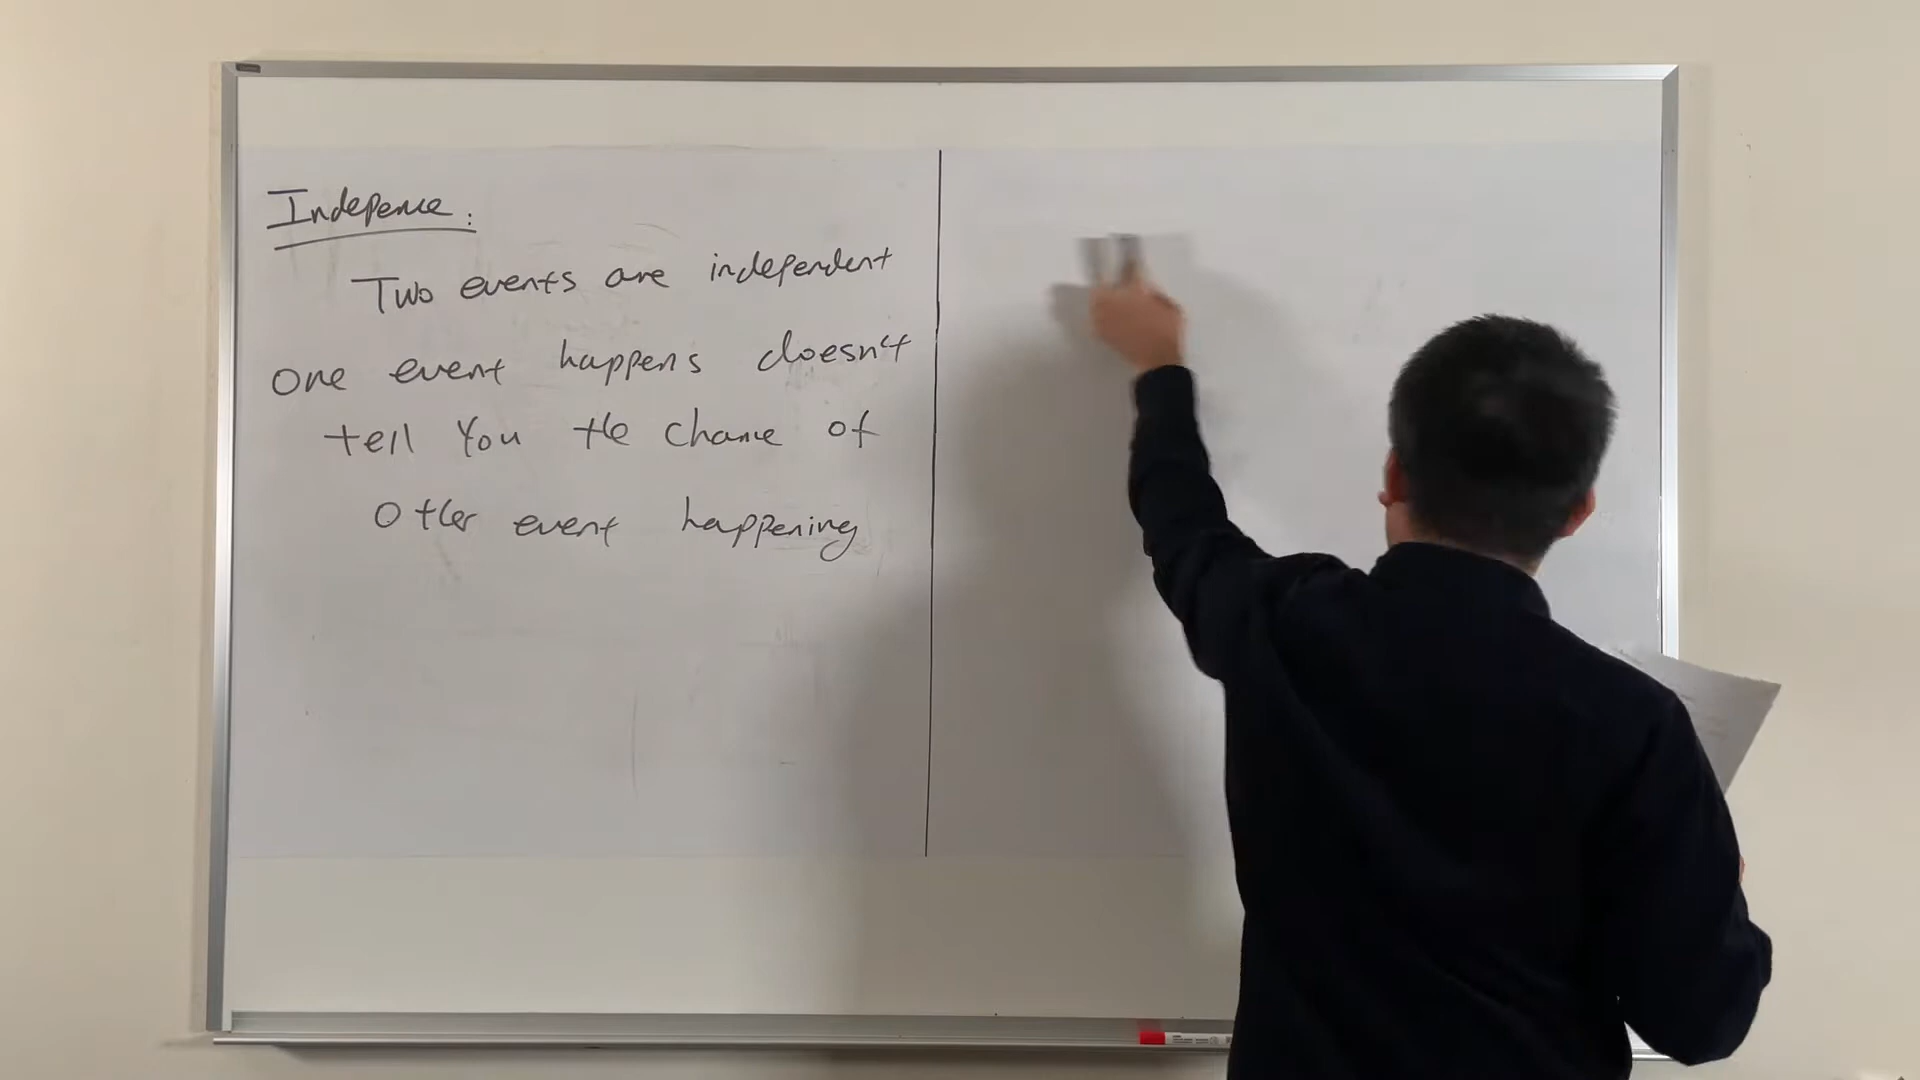 Indepence:
Two events are independent
one event happens doesn't
tell you the chance of
other event happening